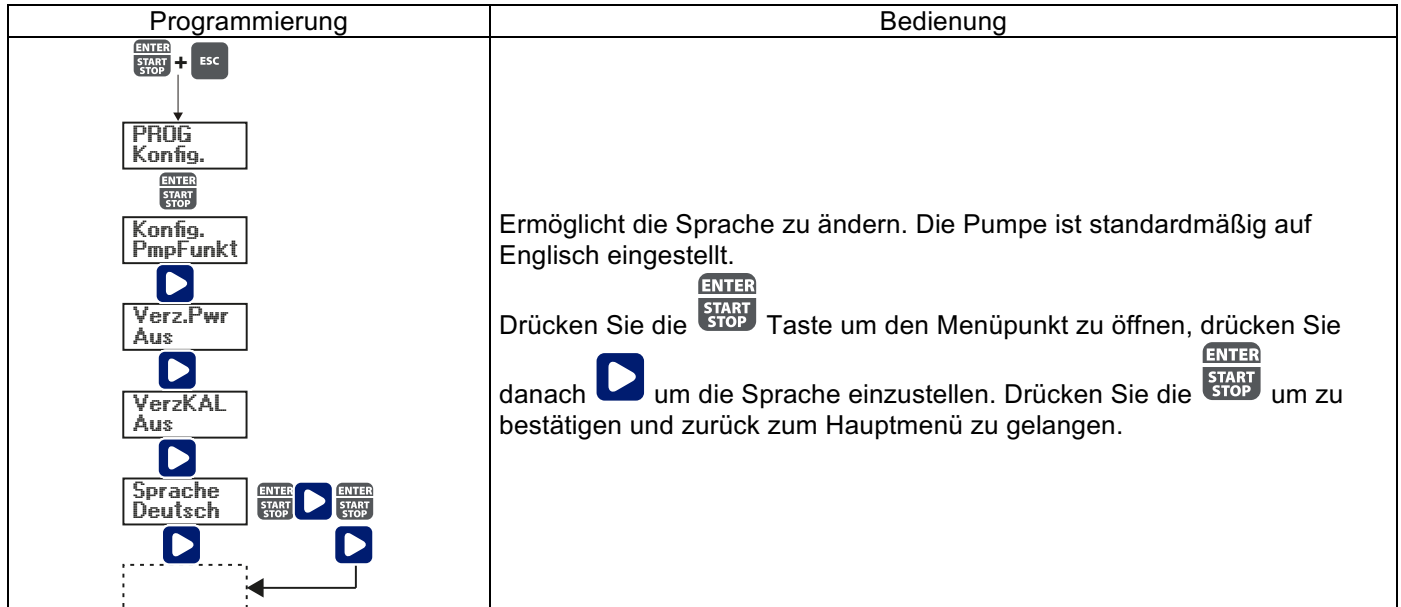 Programmierung
Bedienung
ENTER
START
STOP
+
ESC
PROG
Konfig.
ENTER
START
STOP
Konfig.
PmpFunkt
Verz.Pwr
Aus
VerzKAL
Aus
Sprache
Deutsch
ENTER
START
STOP
ENTER
START
STOP
Ermöglicht die Sprache zu ändern. Die Pumpe ist standardmäßig auf
Englisch eingestellt.
Drücken Sie die ENTER START STOP Taste um den Menüpunkt zu öffnen, drücken Sie
danach um die Sprache einzustellen. Drücken Sie die ENTER START STOP um zu
bestätigen und zurück zum Hauptmenü zu gelangen.